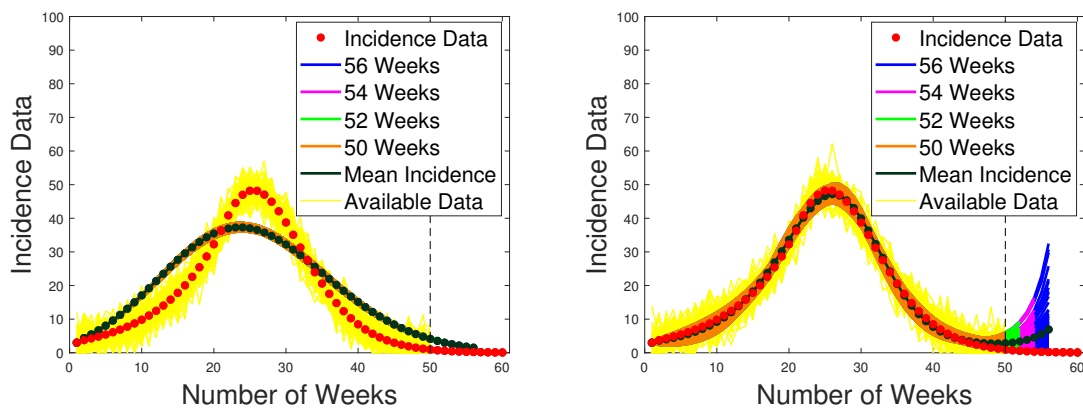 100
90
80
70
60
50
40
30
20
10
0
Incidence Data
0 10 20 30 40 50 60
Number of Weeks
Incidence Data
56 Weeks
54 Weeks
52 Weeks
50 Weeks
Mean Incidence
Available Data
100
90
80
70
60
50
40
30
20
10
0
Incidence Data
0 10 20 30 40 50 60
Number of Weeks
Incidence Data
56 Weeks
54 Weeks
52 Weeks
50 Weeks
Mean Incidence
Available Data